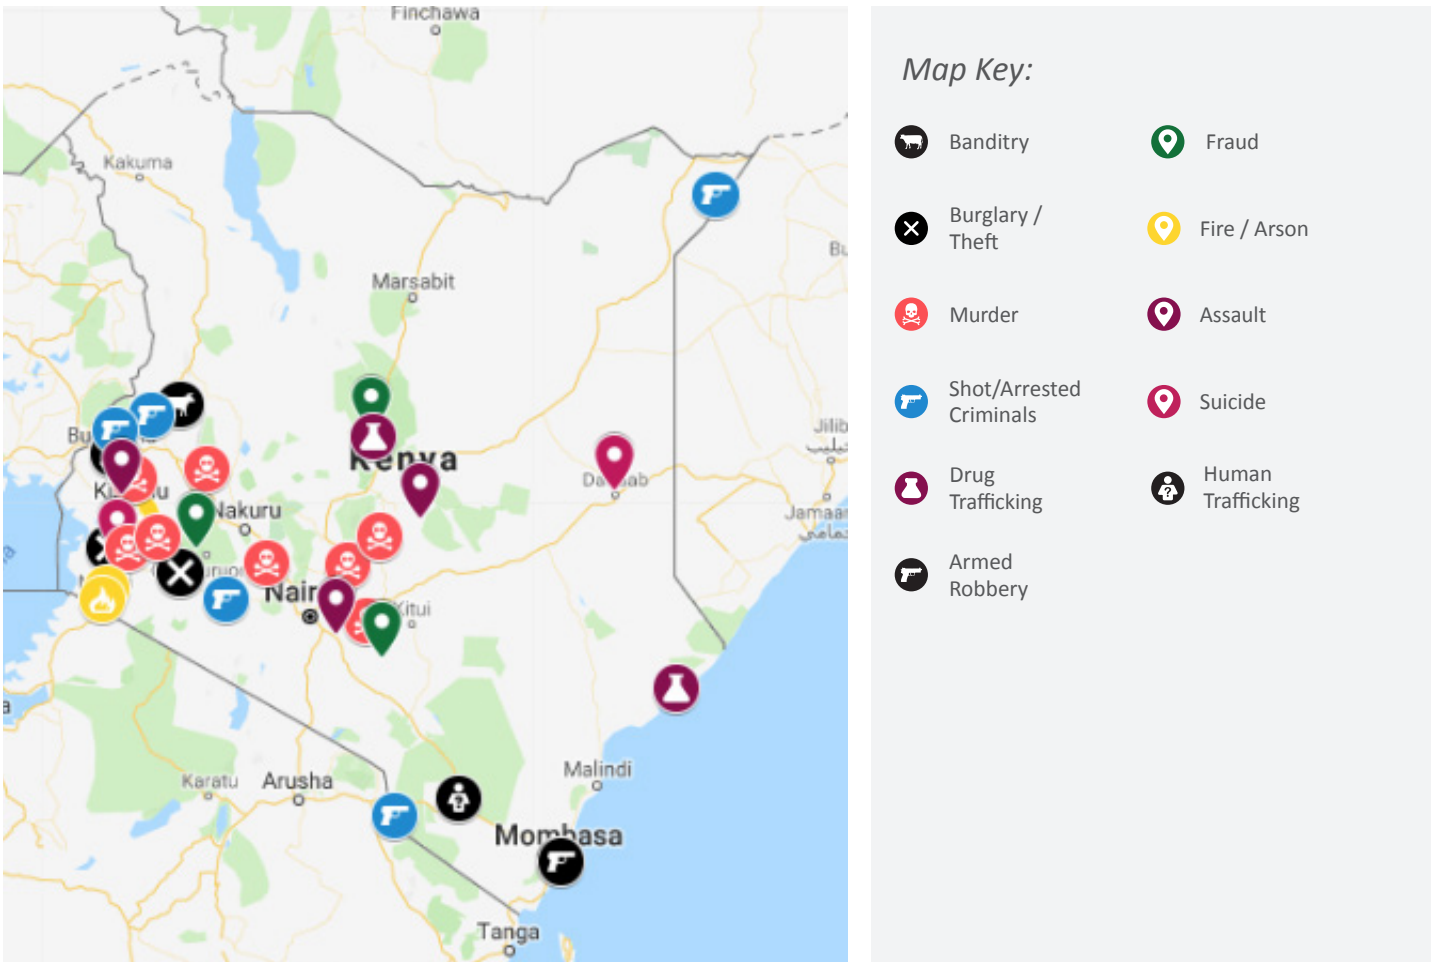 Finchawa
Kakuma
Marsabit
Kenya
Nakuru
Nair
Kitui
Jilib
جيليب
Jamaa
Karatu
Arusha
Malindi
Mombasa
Tanga
Map Key:
Banditry
Fraud
Burglary /
Theft
Fire / Arson
Murder
Assault
Shot/Arrested
Criminals
Suicide
Drug
Trafficking
Human
Trafficking
Armed
Robbery